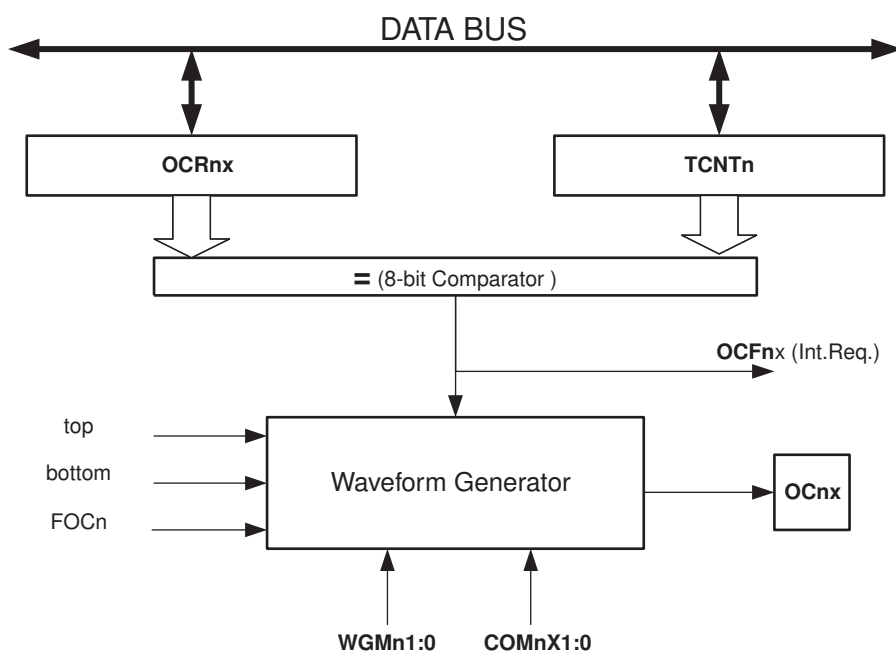 DATA BUS
OCRnx
TCNTn
= (8-bit Comparator )
OCFnx (Int.Req.)
top
bottom
FOCn
Waveform Generator
OCnx
WGMn1:0
COMnX1:0